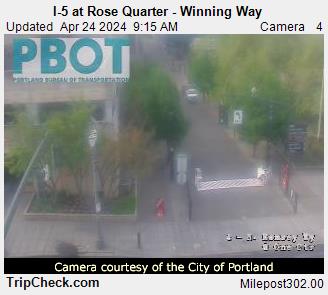 I-5 at Rose Quarter - Winning Way
Updated Apr 24 2024 9:15 AM Camera 4
PBOT
PORTLAND BUREAU OF TRANSPORTATION
Camera courtesy of the City of Portland
TripCheck.com Milepost302.00